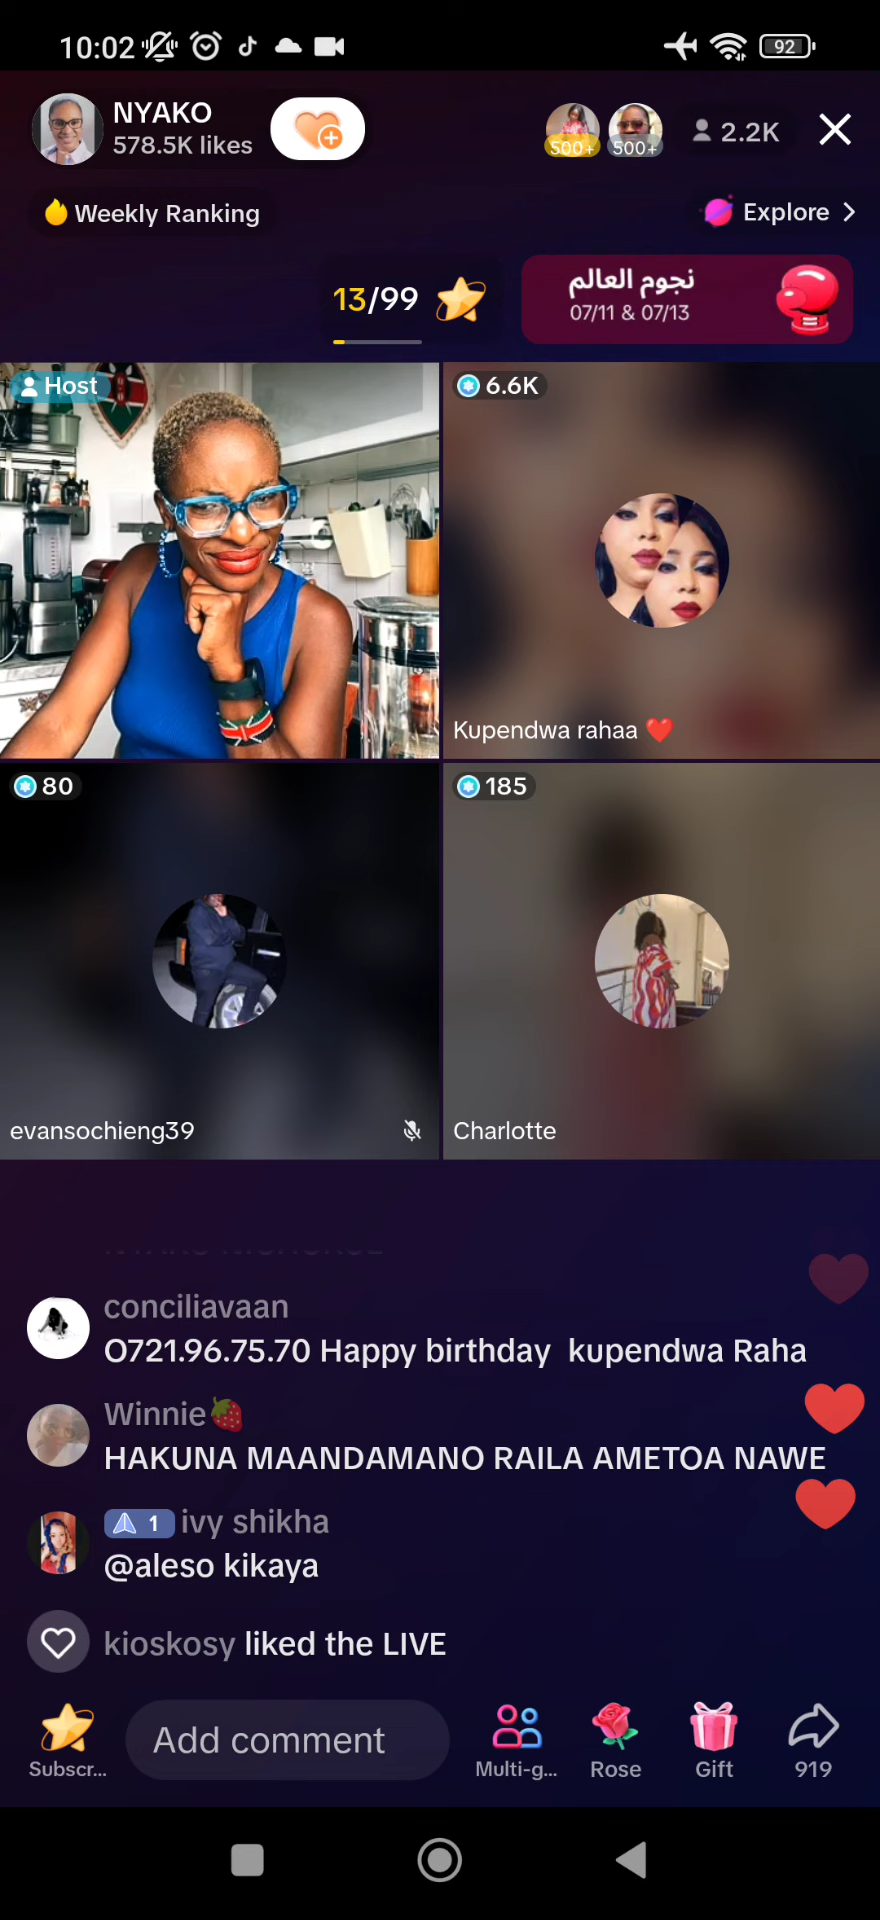 10:02
92
NYAKO
578.5K likes
500+
500+
2.2K
Weekly Ranking
Explore
13/99
نجوم العالم
07/11 & 07/13
Host
6.6K
Kupendwa rahaa ❤️
80
185
evansochieng39
Charlotte
conciliavaan
O721.96.75.70 Happy birthday  kupendwa Raha
Winnie🍓
HAKUNA MAANDAMANO RAILA AMETOA NAWE
1 ivy shikha
@aleso kikaya
kioskosy liked the LIVE
Add comment
Subscr...
Multi-g...
Rose
Gift
919